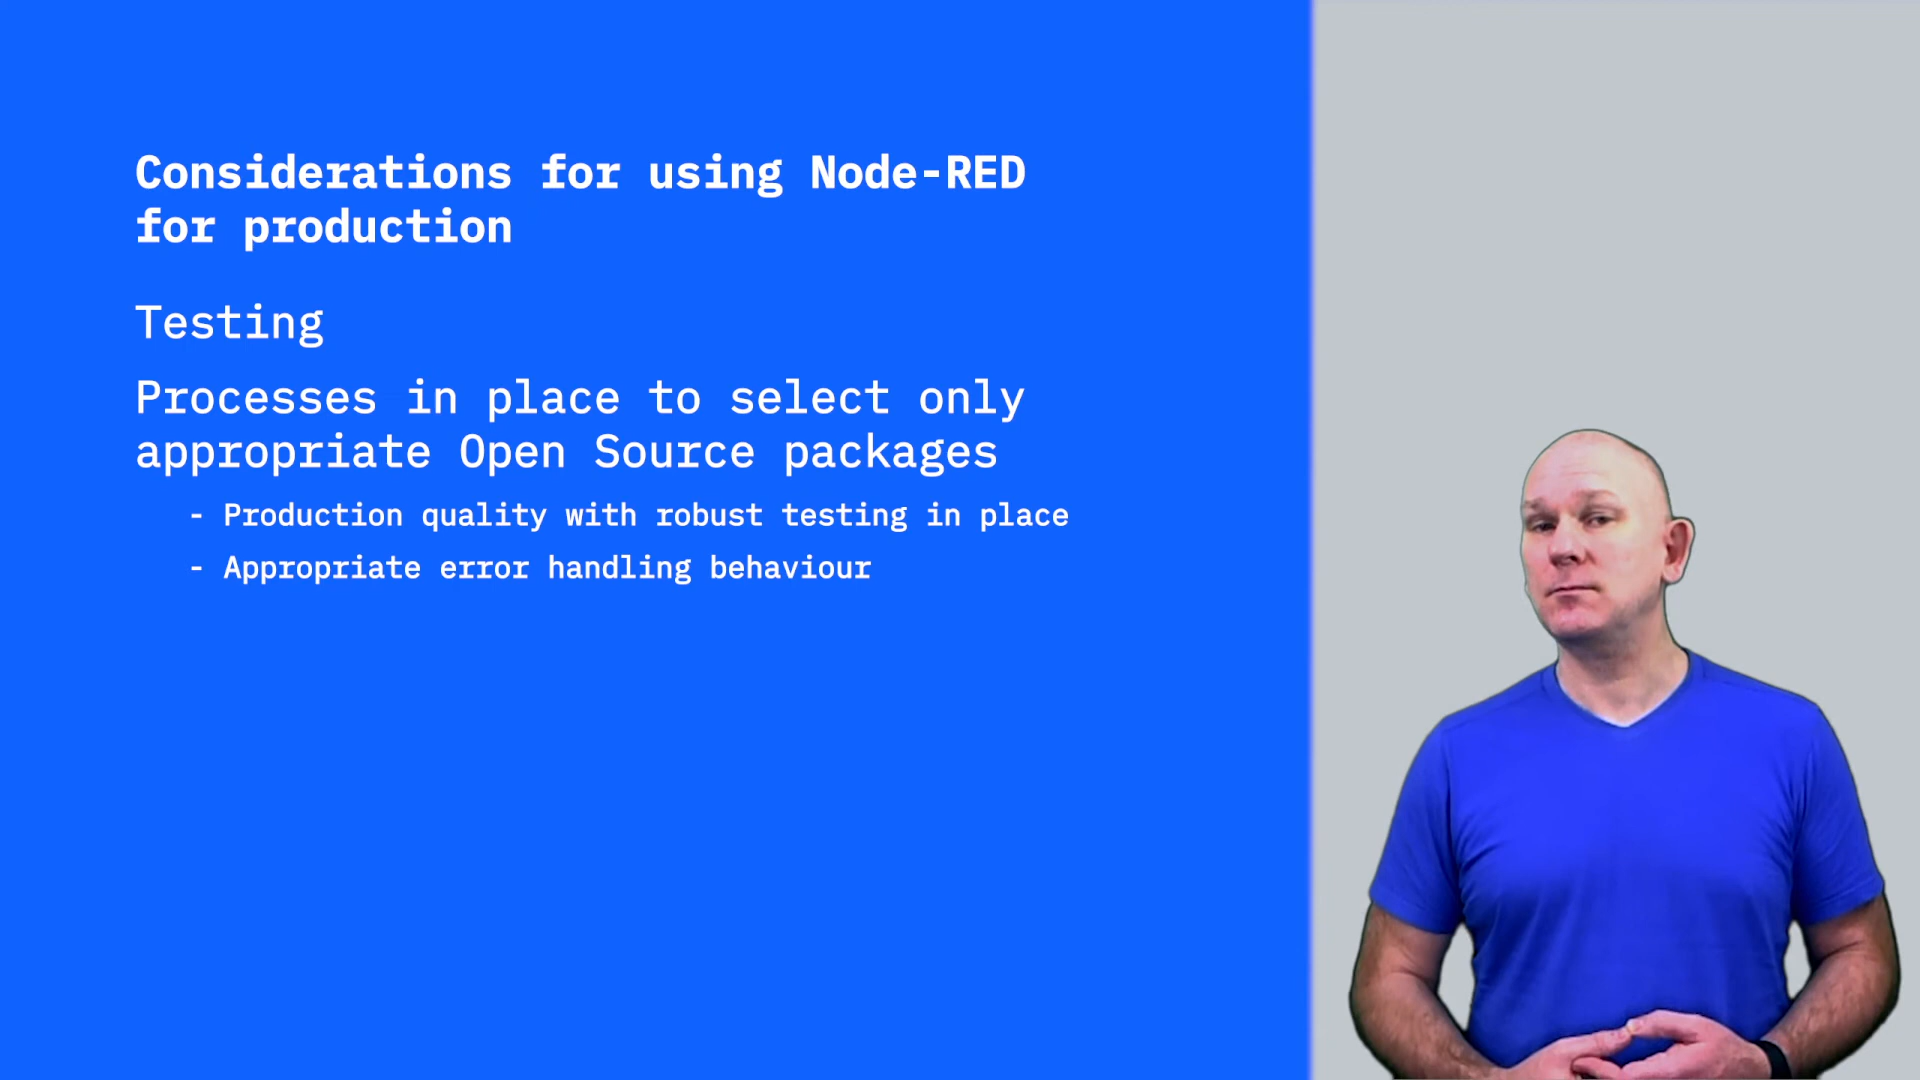 Considerations for using Node-RED
for production
Testing
Processes in place to select only
appropriate Open Source packages
- Production quality with robust testing in place
- Appropriate error handling behaviour